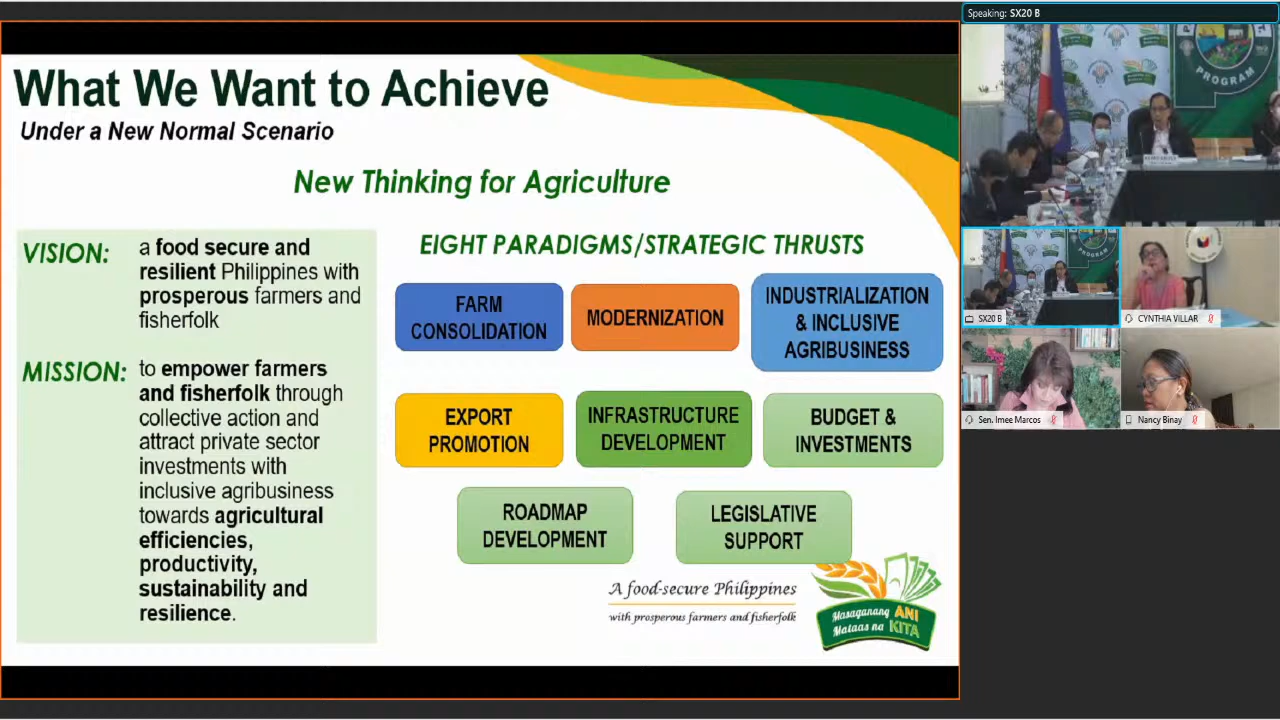 Speaking: SX20 B
What We Want to Achieve
Under a New Normal Scenario
New Thinking for Agriculture
VISION:
a food secure and
resilient Philippines with
prosperous farmers and
fisherfolk
MISSION:
to empower farmers
and fisherfolk through
collective action and
attract private sector
investments with
inclusive agribusiness
towards agricultural
efficiencies,
productivity,
sustainability and
resilience.
EIGHT PARADIGMS/STRATEGIC THRUSTS
FARM
CONSOLIDATION
MODERNIZATION
INDUSTRIALIZATION
& INCLUSIVE
AGRIBUSINESS
EXPORT
PROMOTION
INFRASTRUCTURE
DEVELOPMENT
BUDGET &
INVESTMENTS
ROADMAP
DEVELOPMENT
LEGISLATIVE
SUPPORT
A food-secure Philippines
with prosperous farmers and fisherfolk
Masaganang ANI
Mataas na KITA
PROGRAM
SX20 B
CYNTHIA VILLAR
Sen. Imee Marcos
Nancy Binay